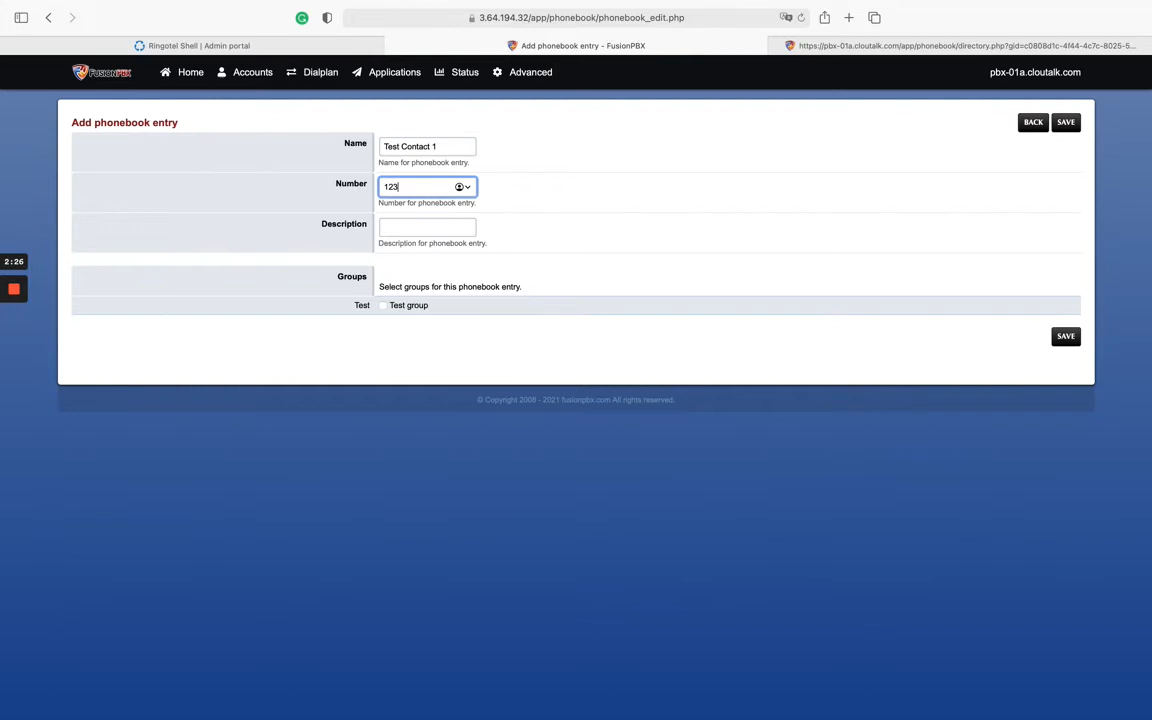 3.64.194.32/app/phonebook/phonebook_edit.php
Ringotel Shell | Admin portal
Add phonebook entry - FusionPBX
https://pbx-01a.cloutalk.com/app/phonebook/directory.php?gid=c0808d1c-4f44-4c7c-8025-5...
FUSIONPBX
Home
Accounts
Dialplan
Applications
Status
Advanced
pbx-01a.cloutalk.com
Add phonebook entry
BACK
SAVE
Name
Test Contact 1
Name for phonebook entry.
Number
123
Number for phonebook entry.
Description
Description for phonebook entry.
2:26
Groups
Select groups for this phonebook entry.
Test
Test group
SAVE
© Copyright 2008 - 2021 fusionpbx.com All rights reserved.